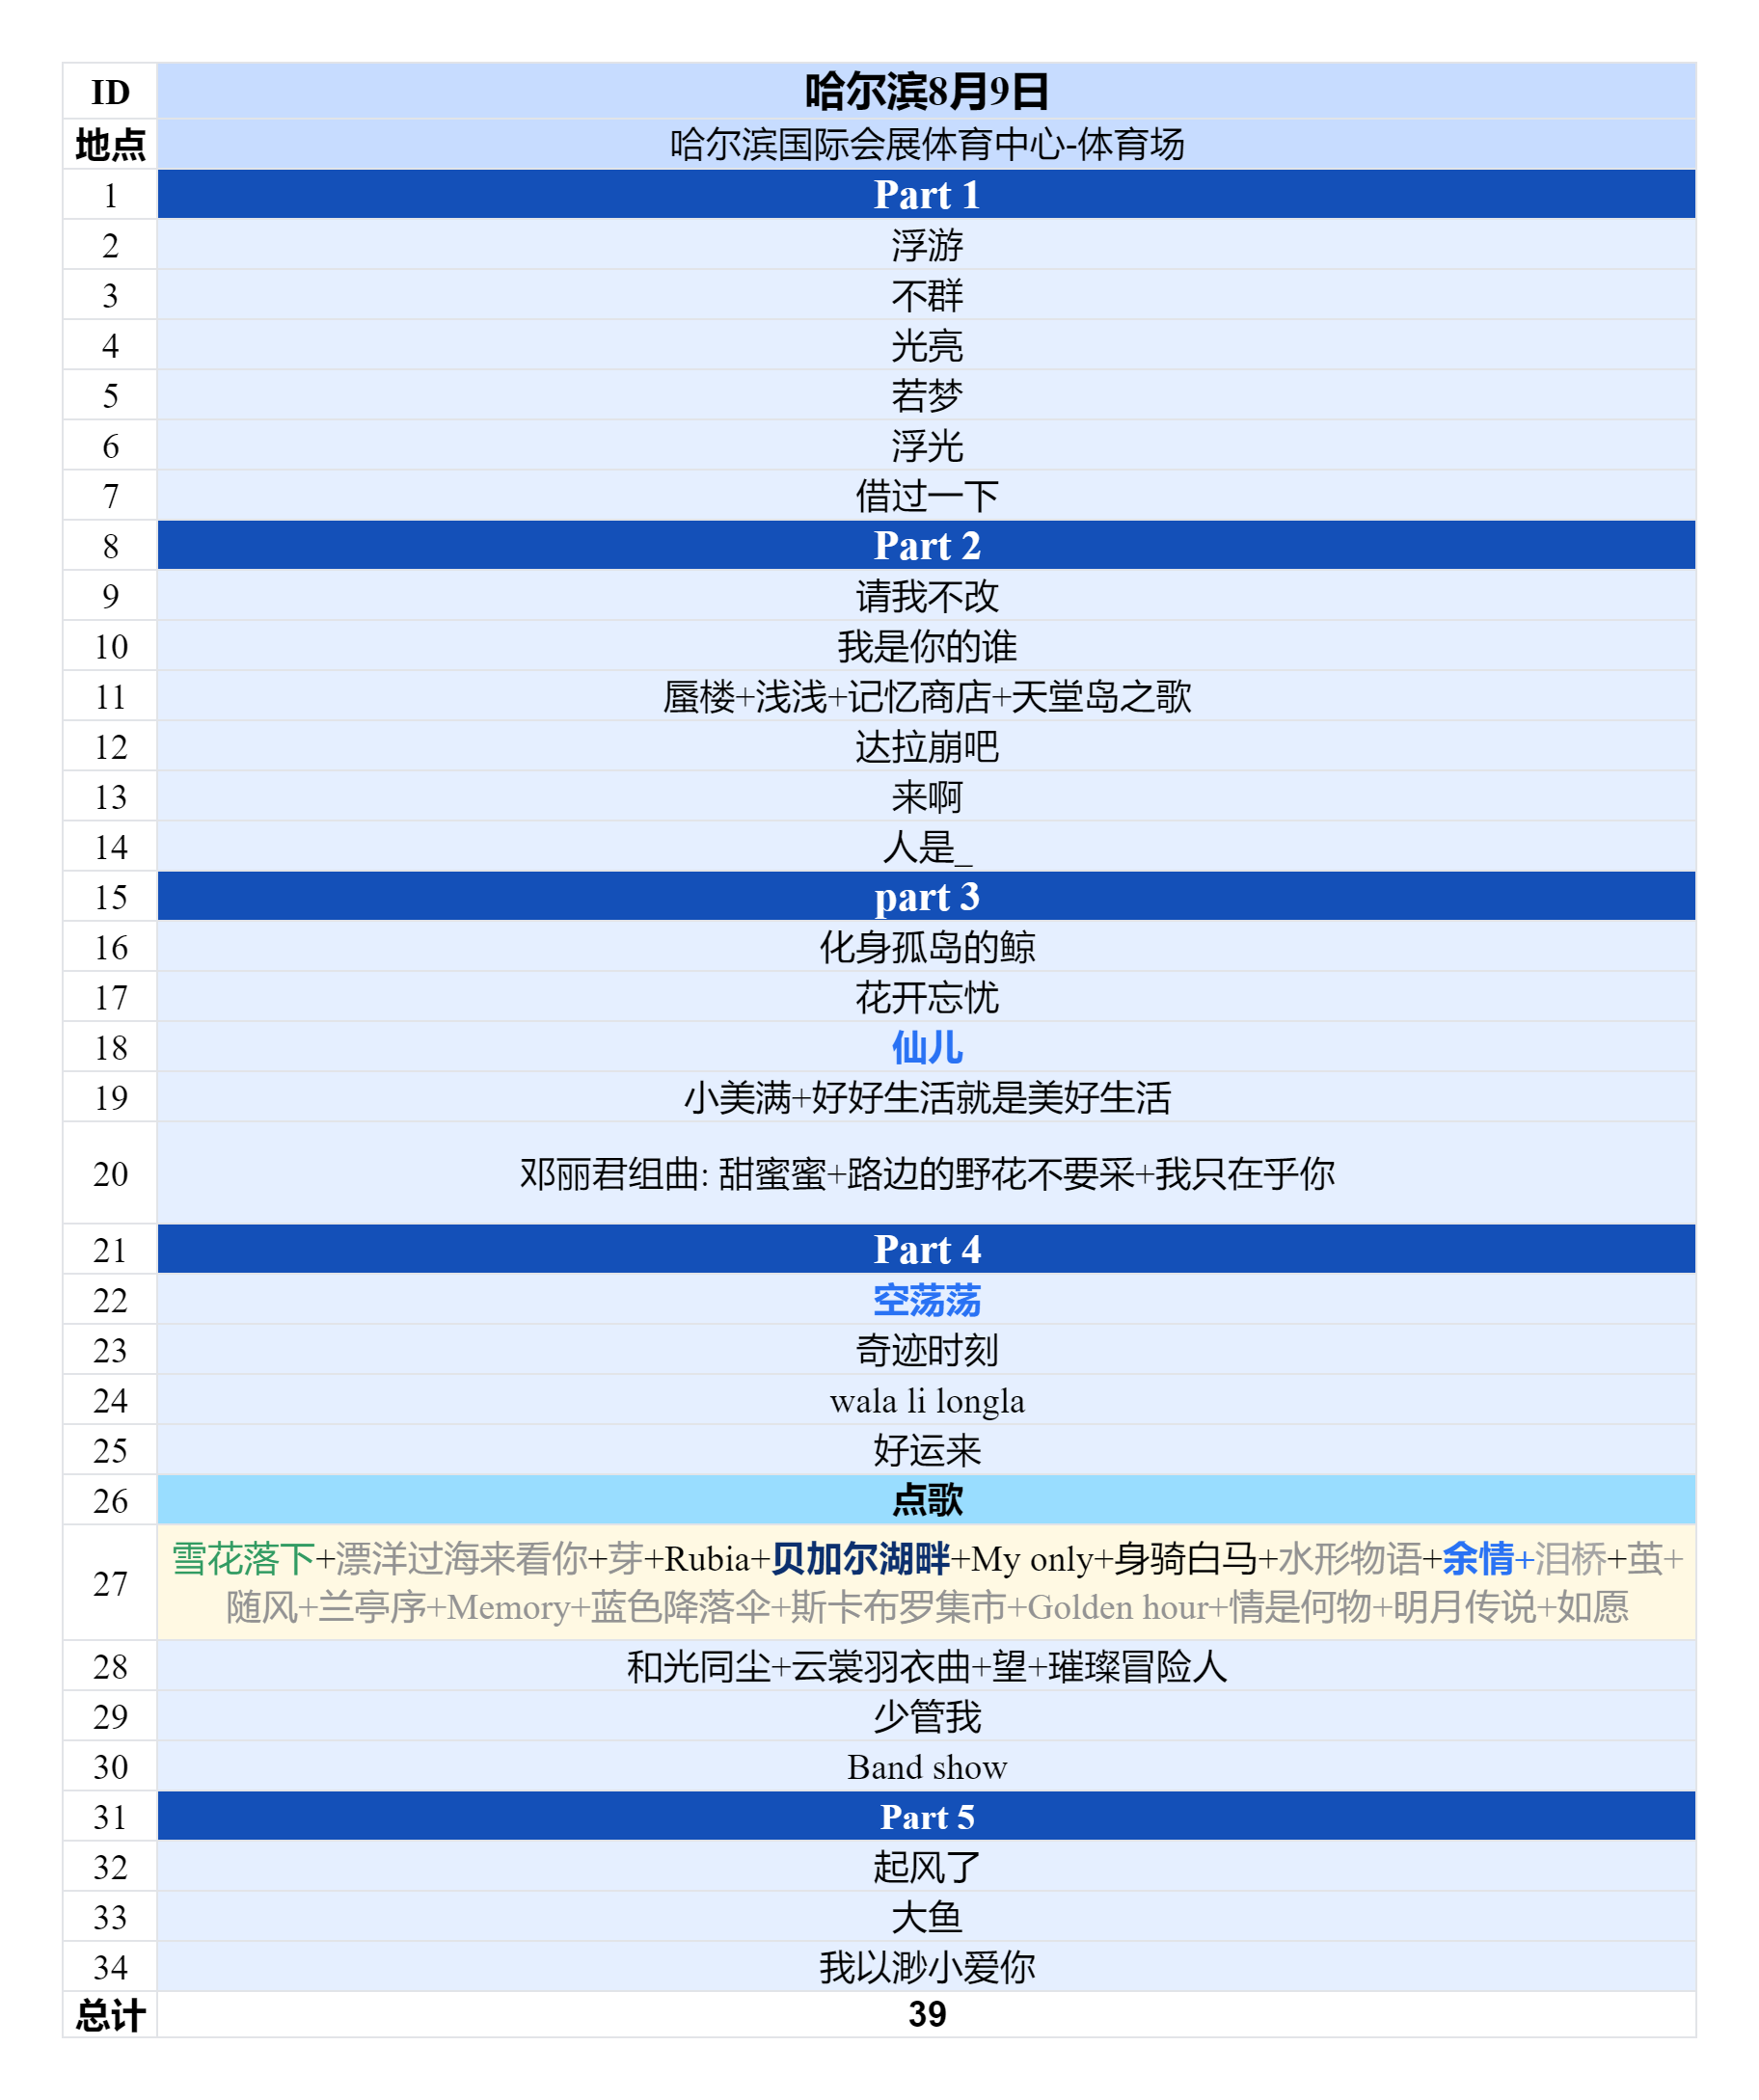 ID 哈尔滨8月9日
地点 哈尔滨国际会展体育中心-体育场
1 Part 1
2 浮游
3 不群
4 光亮
5 若梦
6 浮光
7 借过一下
8 Part 2
9 请我不改
10 我是你的谁
11 蜃楼+浅浅+记忆商店+天堂岛之歌
12 达拉崩吧
13 来啊
14 人是_
15 part 3
16 化身孤岛的鲸
17 花开忘忧
18 仙儿
19 小美满+好好生活就是美好生活
20 邓丽君组曲: 甜蜜蜜+路边的野花不要采+我只在乎你
21 Part 4
22 空荡荡
23 奇迹时刻
24 wala li longla
25 好运来
26 点歌
27 雪花落下+漂洋过海来看你+芽+Rubia+贝加尔湖畔+My only+身骑白马+水形物语+余情+泪桥+茧+
随风+兰亭序+Memory+蓝色降落伞+斯卡布罗集市+Golden hour+情是何物+明月传说+如愿
28 和光同尘+云裳羽衣曲+望+璀璨冒险人
29 少管我
30 Band show
31 Part 5
32 起风了
33 大鱼
34 我以渺小爱你
总计 39